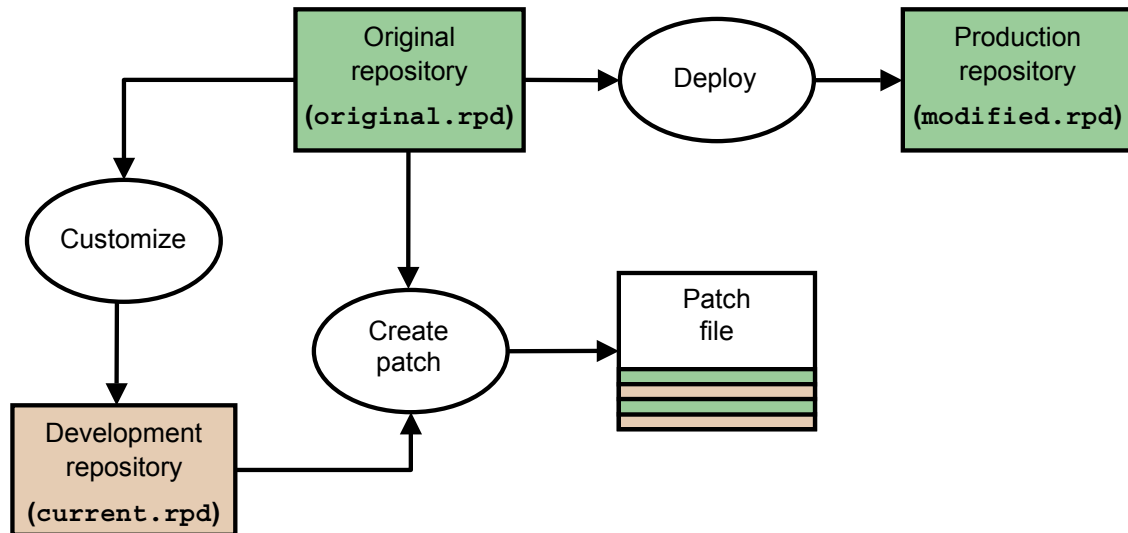 Original
repository
(original.rpd)
Deploy
Production
repository
(modified.rpd)
Customize
Create
patch
Patch
file
Development
repository
(current.rpd)